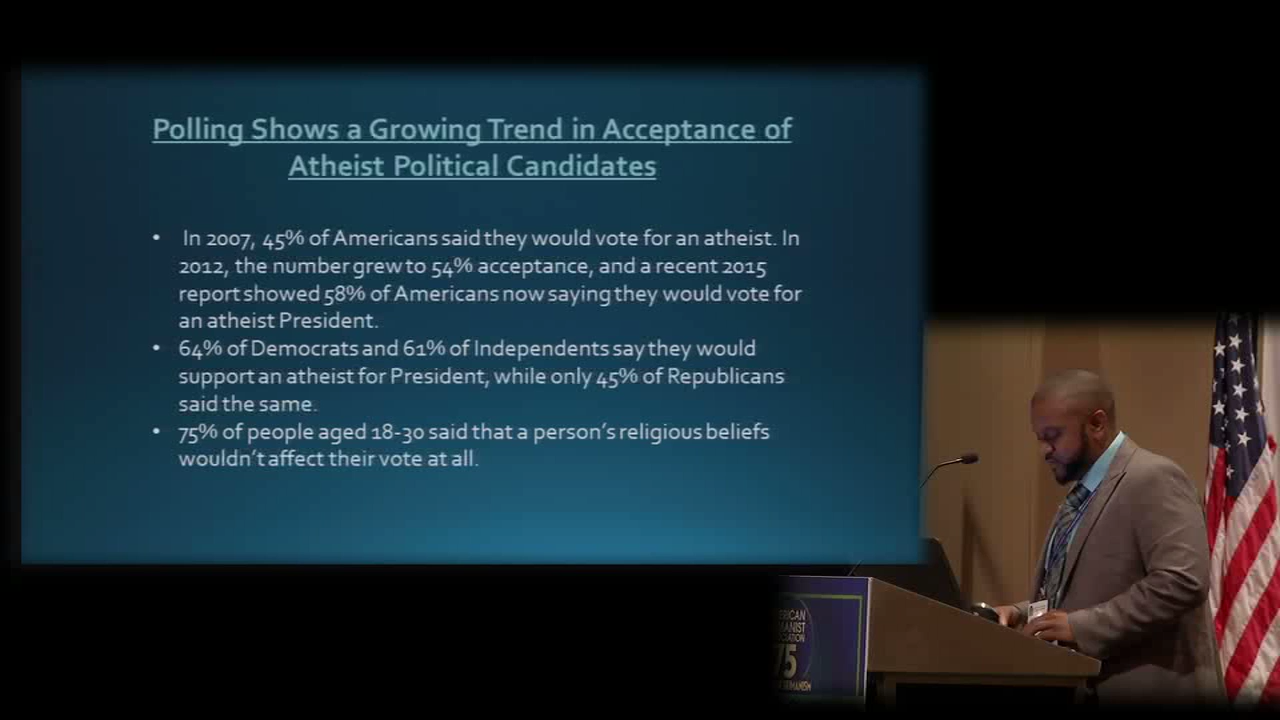 Polling Shows a Growing Trend in Acceptance of
Atheist Political Candidates
• In 2007, 45% of Americans said they would vote for an atheist. In
2012, the number grew to 54% acceptance, and a recent 2015
report showed 58% of Americans now saying they would vote for
an atheist President.
• 64% of Democrats and 61% of Independents say they would
support an atheist for President, while only 45% of Republicans
said the same.
• 75% of people aged 18-30 said that a person's religious beliefs
wouldn't affect their vote at all.
75